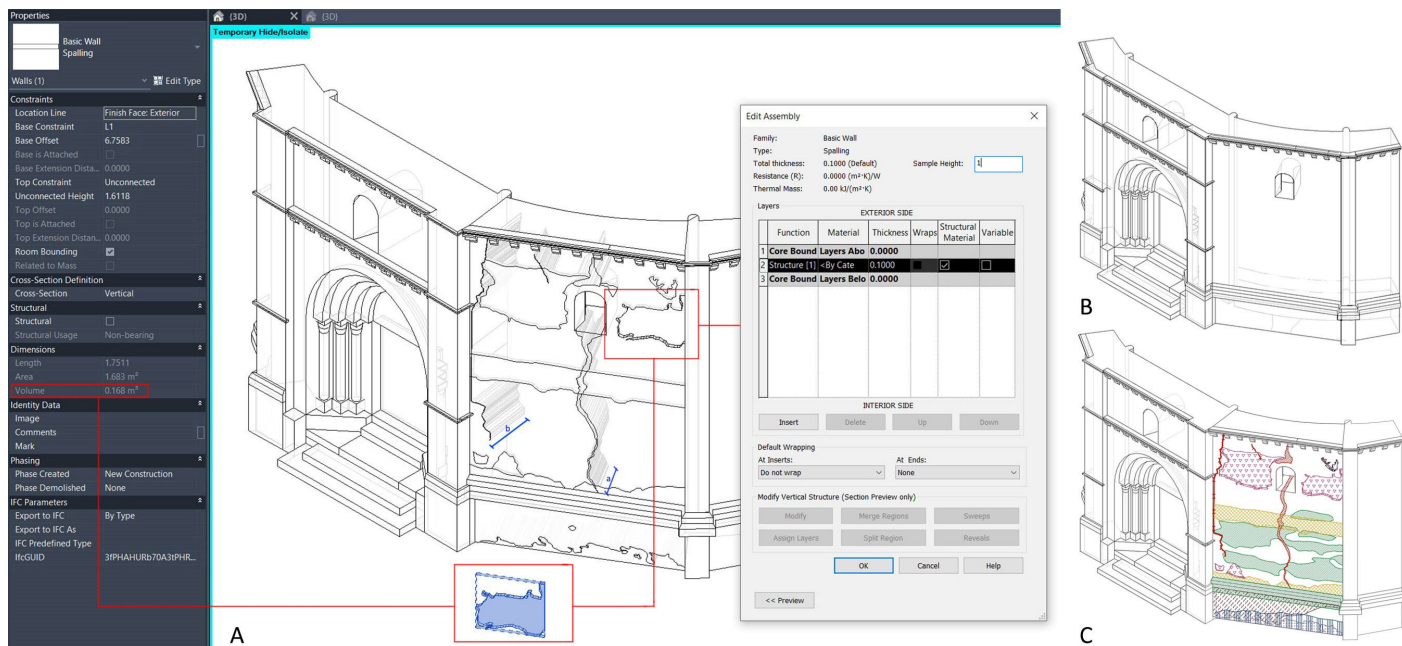 Properties
Basic Wall
Spalling
Walls (1)
Edit Type
Constraints
Location Line Finish Face: Exterior
Base Constraint L1
Base Offset 6.7583
Base is Attached
Base Extension Dista... 0.0000
Top Constraint Unconnected
Unconnected Height 1.6118
Top Offset 0.0000
Top is Attached
Top Extension Distan... 0.0000
Room Bounding
Related to Mass
Cross-Section Definition
Cross-Section Vertical
Structural
Structural
Structural Usage Non-bearing
Dimensions
Length 1.7511
Area 1.683 m²
Volume 0.168 m³
Identity Data
Image
Comments
Mark
Phasing
Phase Created New Construction
Phase Demolished None
IFC Parameters
Export to IFC By Type
Export to IFC As
IFC Predefined Type
IfcGUID 3fPHAHURb70A3tPHR...
{3D} X {3D}
Temporary Hide/Isolate
b
a
A
Edit Assembly
Family: Basic Wall
Type: Spalling
Total thickness: 0.1000 (Default) Sample Height: 1
Resistance (R): 0.0000 (m²·K)/W
Thermal Mass: 0.00 kJ/(m²·K)
Layers
EXTERIOR SIDE
Function Material Thickness Wraps Structural Material Variable
1 Core Bound Layers Abo 0.0000
2 Structure [1] <By Cate 0.1000
3 Core Bound Layers Belo 0.0000
INTERIOR SIDE
Insert Delete Up Down
Default Wrapping
At Inserts: At Ends:
Do not wrap None
Modify Vertical Structure (Section Preview only)
Modify Merge Regions Sweeps
Assign Layers Split Region Reveals
OK Cancel Help
<< Preview
B
C